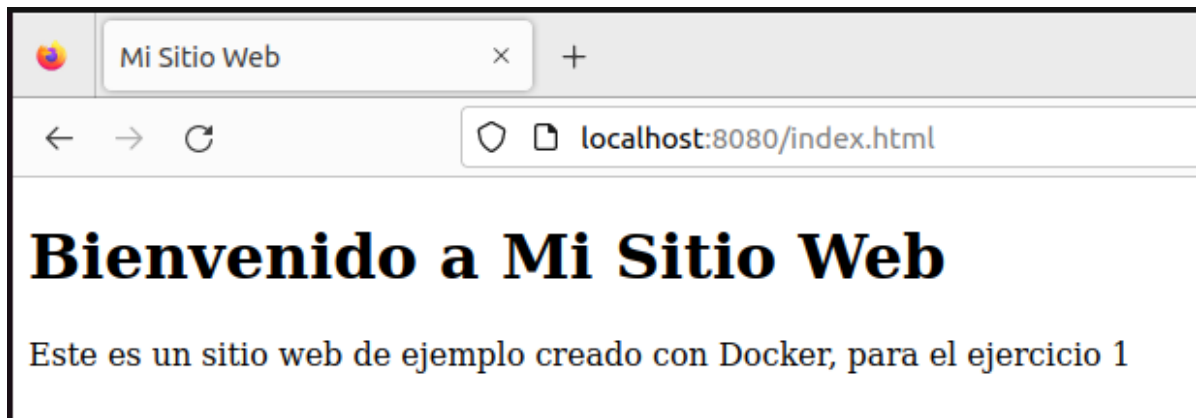 Mi Sitio Web
localhost:8080/index.html
Bienvenido a Mi Sitio Web
Este es un sitio web de ejemplo creado con Docker, para el ejercicio 1